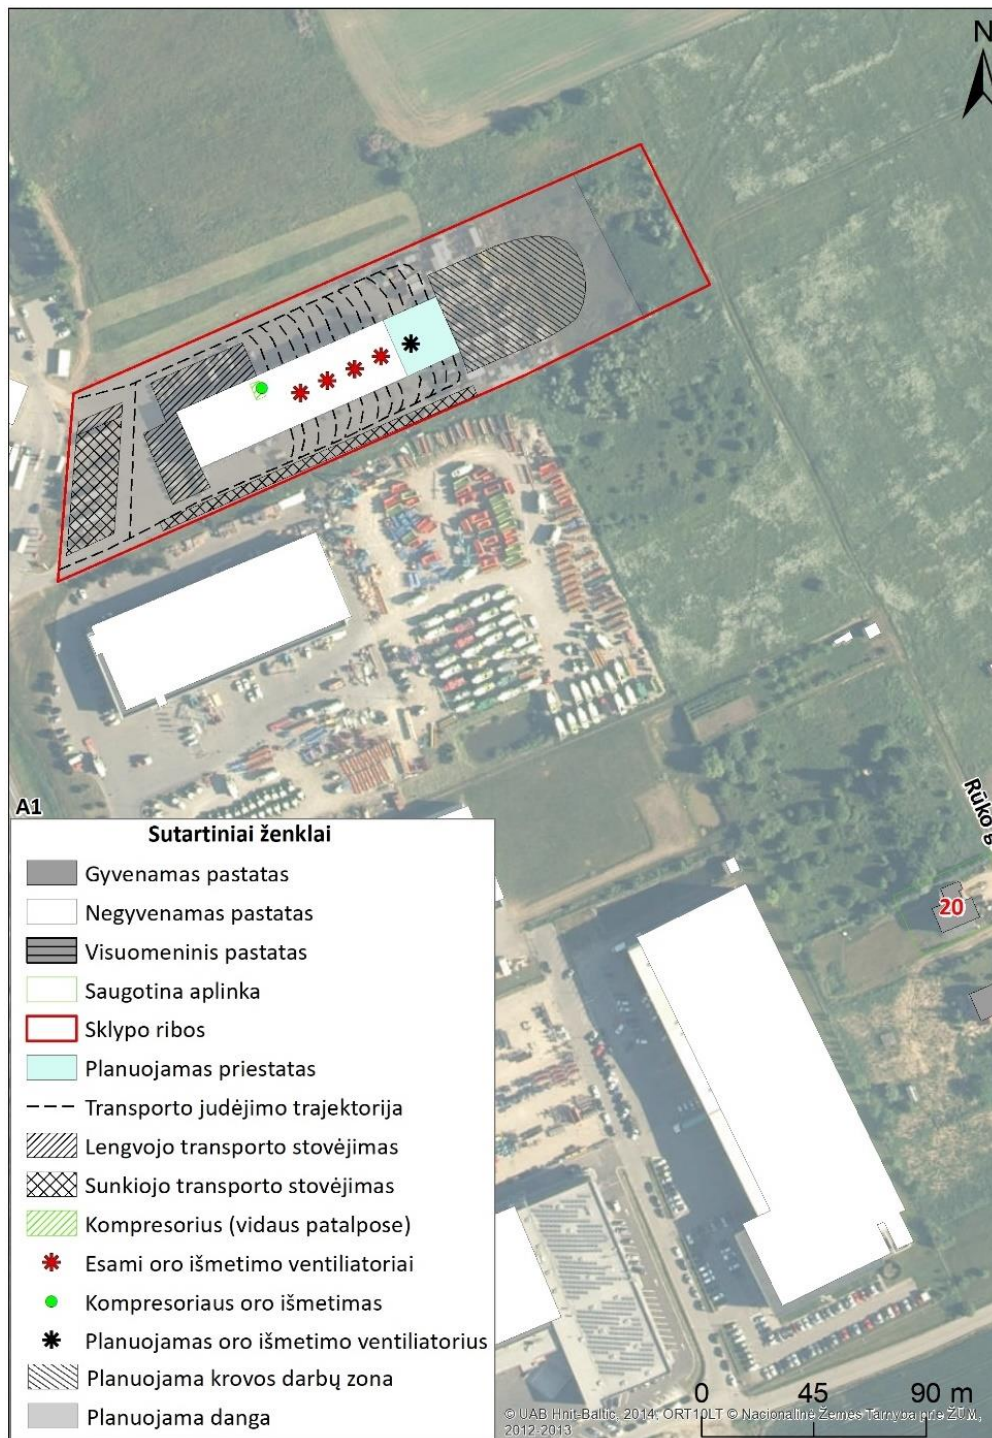 N
A1
Rūko g
20
Sutartiniai ženklai
Gyvenamas pastatas
Negyvenamas pastatas
Visuomeninis pastatas
Saugotina aplinka
Sklypo ribos
Planuojamas priestatas
Transporto judėjimo trajektorija
Lengvojo transporto stovėjimas
Sunkiojo transporto stovėjimas
Kompresorius (vidaus patalpose)
Esami oro išmetimo ventiliatoriai
Kompresoriaus oro išmetimas
Planuojamas oro išmetimo ventiliatorius
Planuojama krovos darbų zona
Planuojama danga
0 45 90 m
© UAB Hnit-Baltic, 2014, ORT10LT © Nacionalinė Žemės Tarnyba prie ŽŪM,
2012-2013